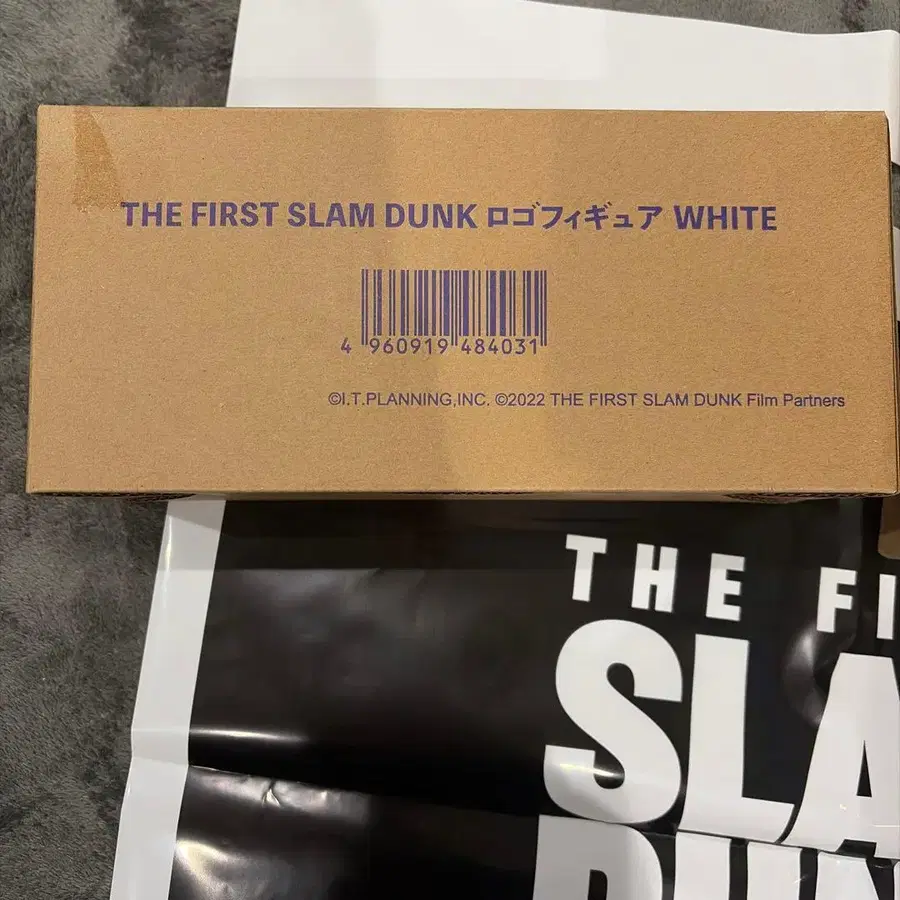 THE FIRST SLAM DUNK ロゴフィギュア WHITE
4 960919 484031
©I.T.PLANNING,INC. ©2022 THE FIRST SLAM DUNK Film Partners
THE FI
SLA
DUN